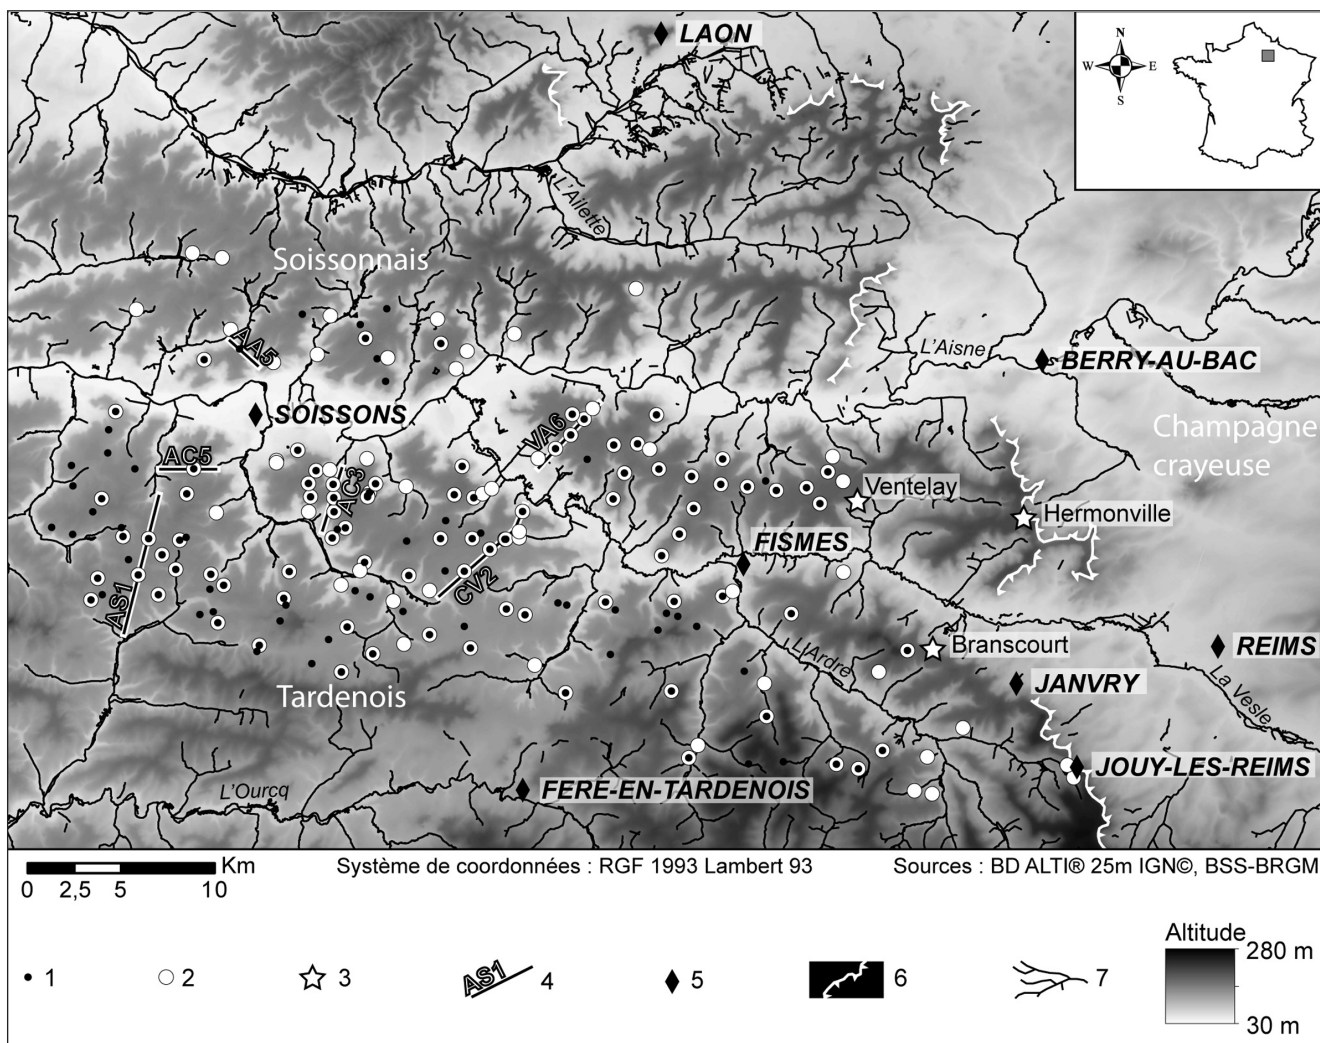 LAON
N
W
E
S
L'Ailette
Soissonnais
AA5
L'Aisne
BERRY-AU-BAC
SOISSONS
VA6
Champagne
crayeuse
AC5
AC3
Ventelay
Hermonville
FISMES
CV2
AS1
L'Ardre
Branscourt
REIMS
Tardenois
JANVRY
La Vesle
JOUY-LES-REIMS
L'Ourcq
FERE-EN-TARDENOIS
Km
0 2,5 5 10
Système de coordonnées : RGF 1993 Lambert 93
Sources : BD ALTI® 25m IGN©, BSS-BRGM
Altitude
280 m
30 m
1
2
3
AS1
4
5
6
7